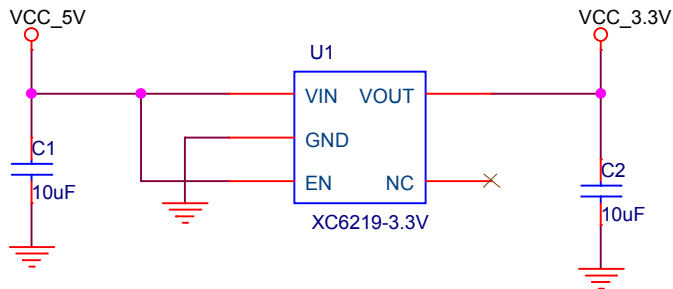 VCC_5V
VCC_3.3V
U1
VIN
VOUT
GND
EN
NC
C1
10uF
C2
10uF
XC6219-3.3V